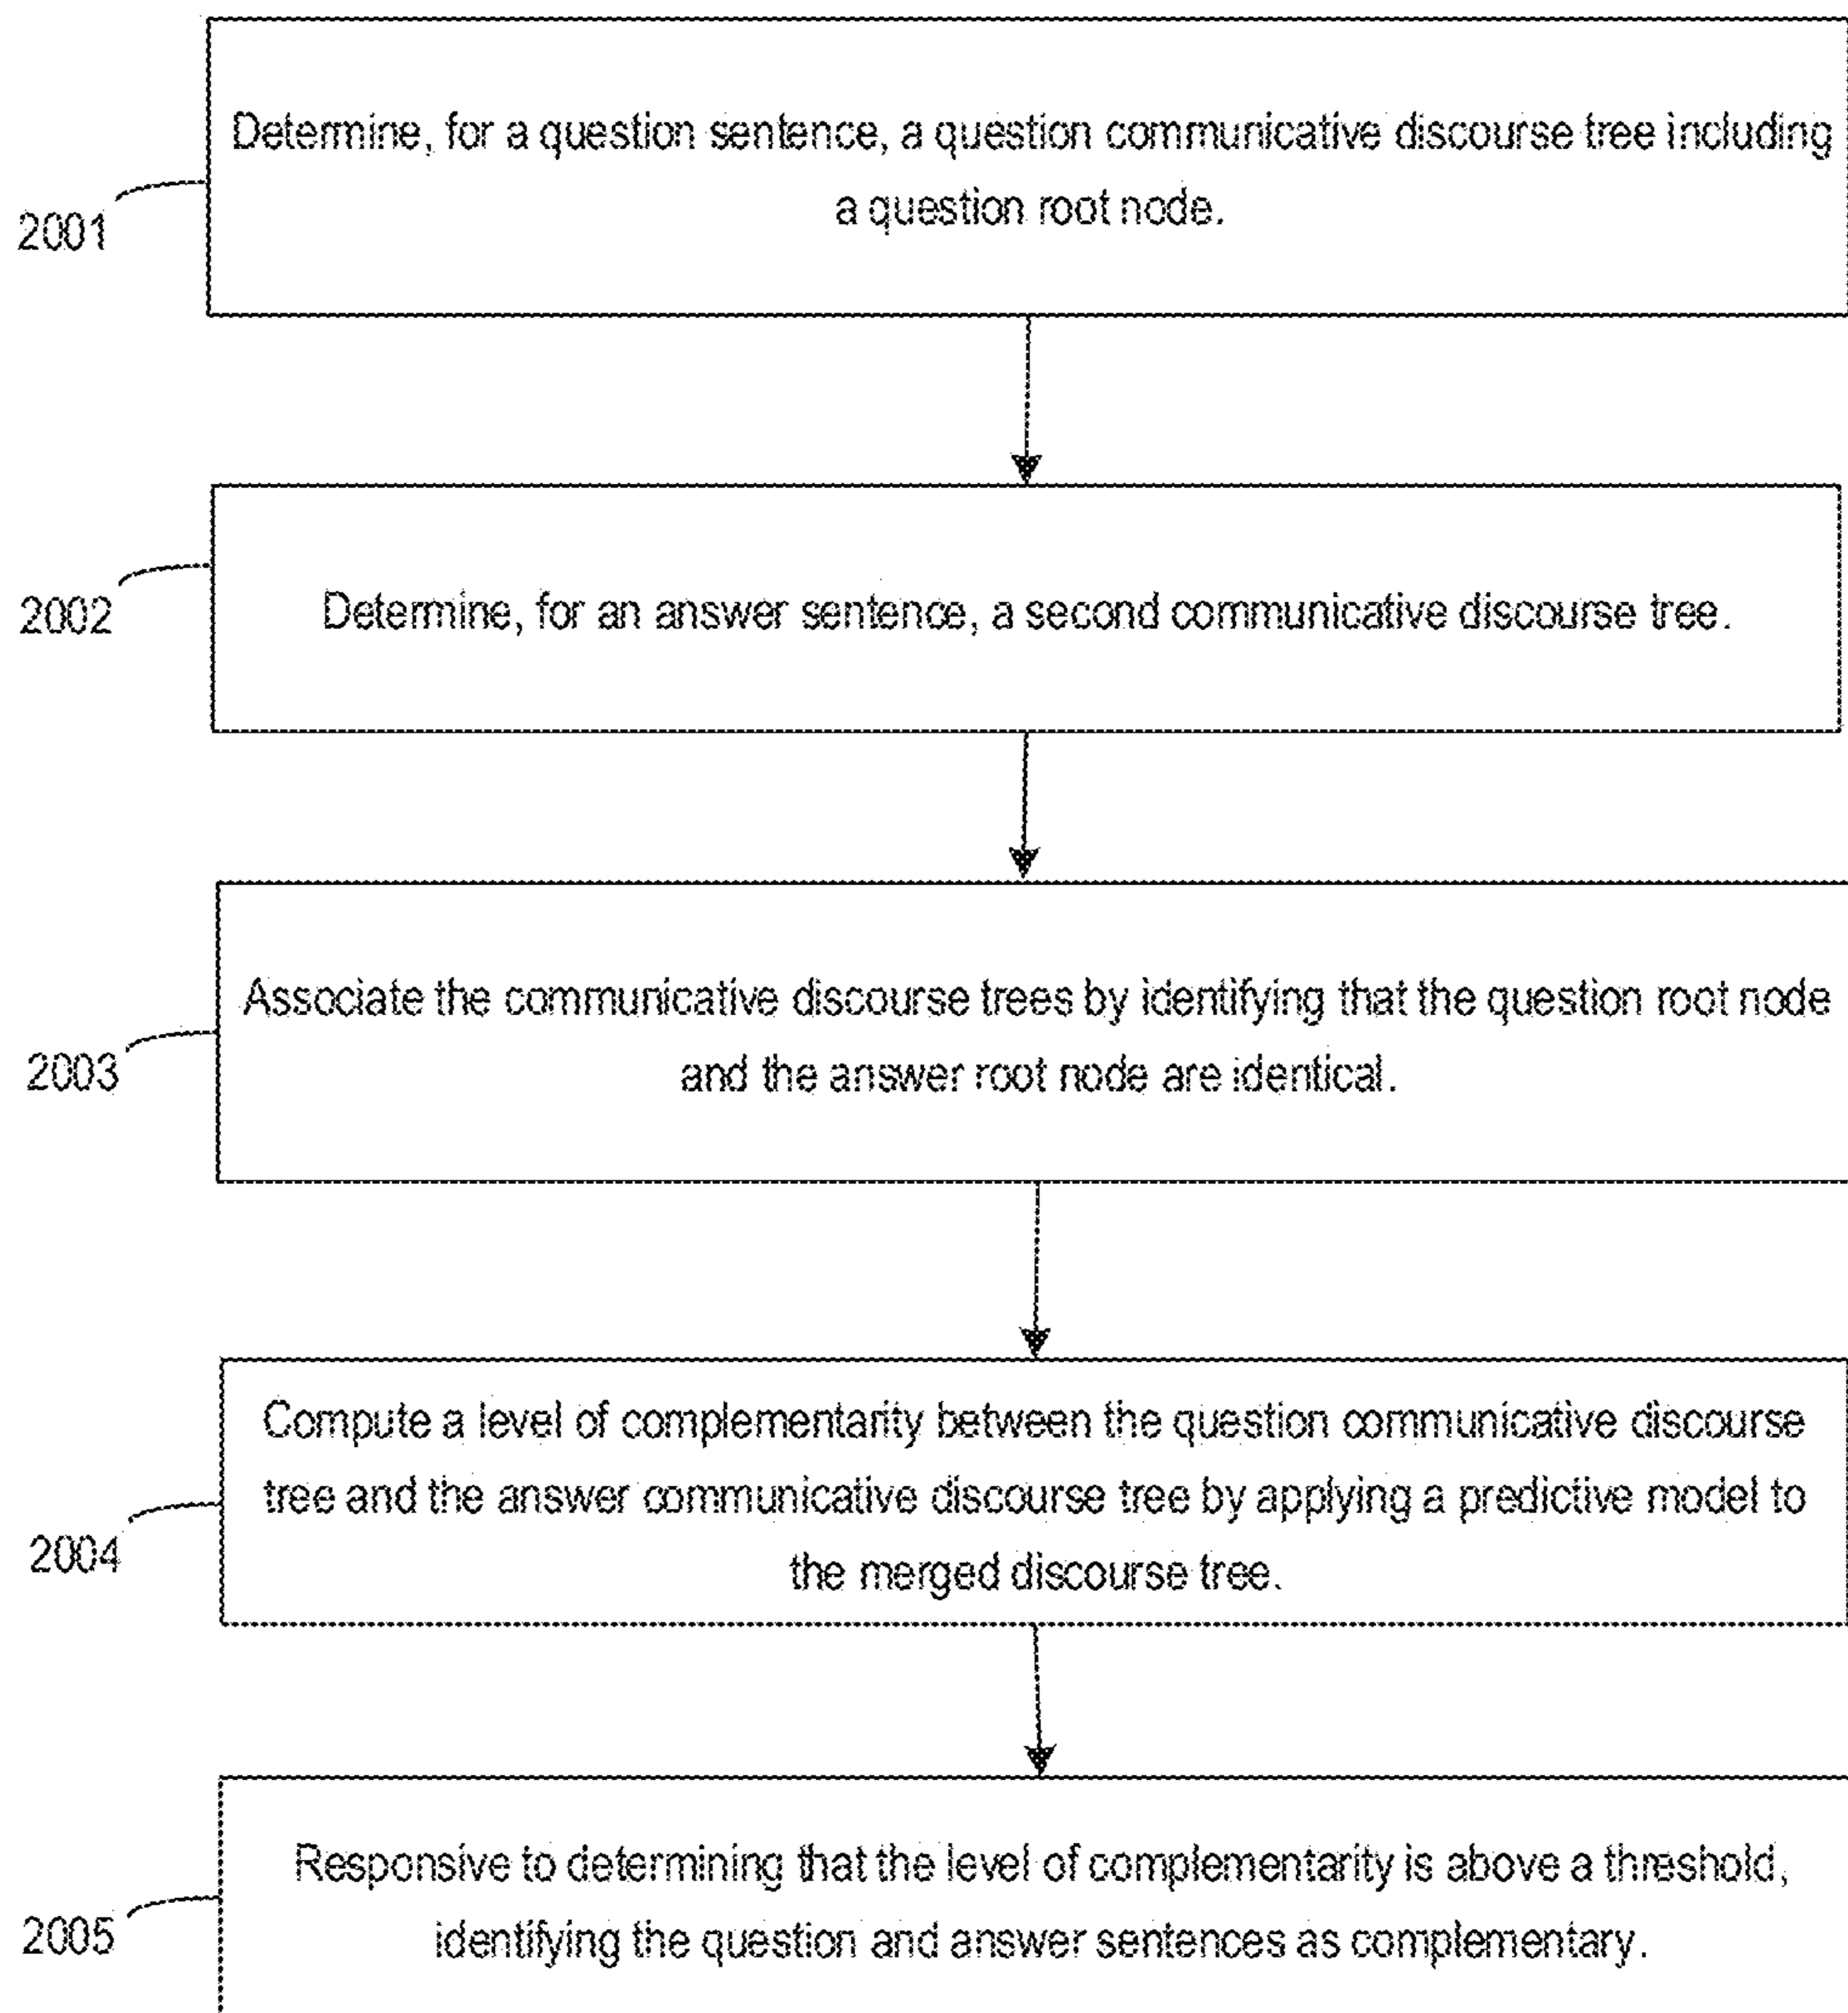 Determine, for a question sentence, a question communicative discourse tree including
a question root node.
2001
Determine, for an answer sentence, a second communicative discourse tree.
2002
Associate the communicative discourse trees by identifying that the question root node
and the answer root node are identical.
2003
Compute a level of complementarity between the question communicative discourse
tree and the answer communicative discourse tree by applying a predictive model to
the merged discourse tree.
2004
Responsive to determining that the level of complementarity is above a threshold,
identifying the question and answer sentences as complementary.
2005